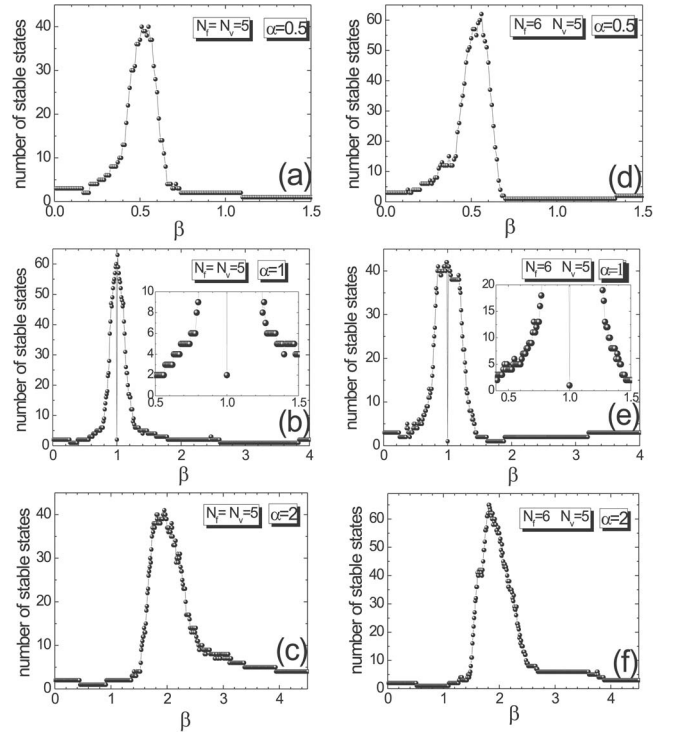 number of stable states
40
30
20
10
0
N_f= N_v=5
α=0.5
(a)
0.0 0.5 1.0 1.5
β
number of stable states
60
50
40
30
20
10
0
N_f=6 N_v=5
α=0.5
(d)
0.0 0.5 1.0 1.5
β
number of stable states
60
50
40
30
20
10
0
N_f= N_v=5
α=1
10
8
6
4
2
0
0.5 1.0 1.5
(b)
0 1 2 3 4
β
number of stable states
40
30
20
10
0
N_f=6 N_v=5
α=1
20
15
10
5
0
0.5 1.0 1.5
(e)
0 1 2 3 4
β
number of stable states
40
30
20
10
0
N_f= N_v=5
α=2
(c)
0 1 2 3 4
β
number of stable states
60
50
40
30
20
10
0
N_f=6 N_v=5
α=2
(f)
0 1 2 3 4
β